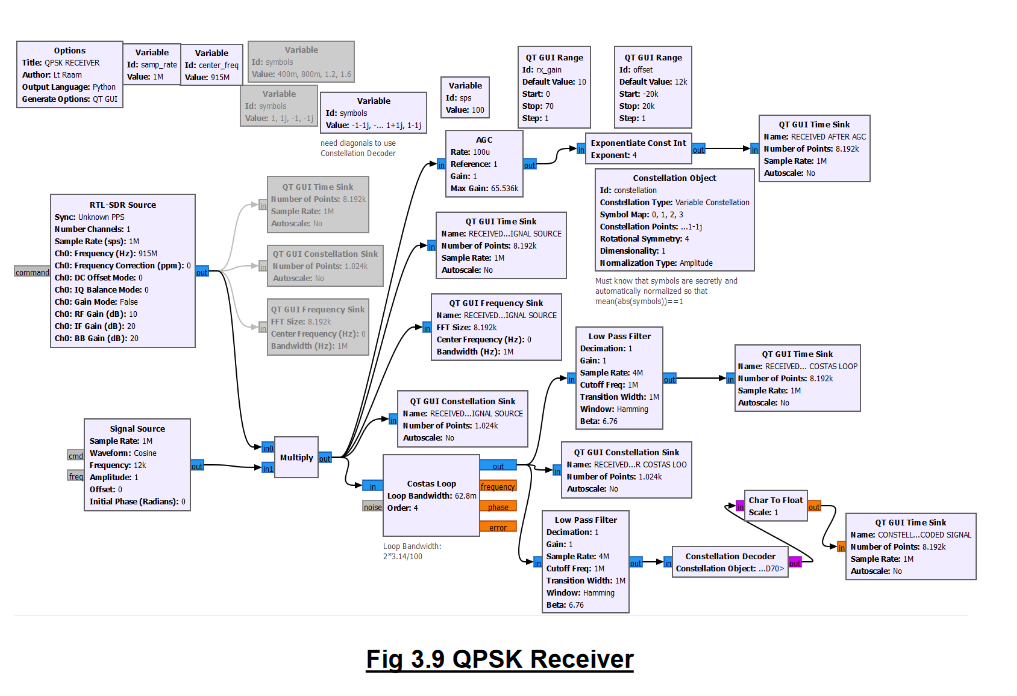 Options
Title: QPSK RECEIVER
Author: Lt Raam
Output Language: Python
Generate Options: QT GUI
Variable
Id: samp_rate
Value: 1M
Variable
Id: center_freq
Value: 915M
Variable
Id: symbols
Value: 400m, 800m, 1.2, 1.6
Variable
Id: symbols
Value: 1, 1j, -1, -1j
Variable
Id: symbols
Value: -1-1j, -... 1+1j, 1-1j
need diagonals to use
Constellation Decoder
Variable
Id: sps
Value: 100
QT GUI Range
Id: rx_gain
Default Value: 10
Start: 0
Stop: 70
Step: 1
QT GUI Range
Id: offset
Default Value: 12k
Start: -20k
Stop: 20k
Step: 1
AGC
Rate: 100u
Reference: 1
Gain: 1
Max Gain: 65.536k
in
out
Exponentiate Const Int
Exponent: 4
in
out
QT GUI Time Sink
Name: RECEIVED AFTER AGC
Number of Points: 8.192k
Sample Rate: 1M
Autoscale: No
in
Constellation Object
Id: constellation
Constellation Type: Variable Constellation
Symbol Map: 0, 1, 2, 3
Constellation Points: ...1-1j
Rotational Symmetry: 4
Dimensionality: 1
Normalization Type: Amplitude
Must know that symbols are secretly and
automatically normalized so that
mean(abs(symbols))==1
RTL-SDR Source
Sync: Unknown PPS
Number Channels: 1
Sample Rate (sps): 1M
Ch0: Frequency (Hz): 915M
Ch0: Frequency Correction (ppm): 0
Ch0: DC Offset Mode: 0
Ch0: IQ Balance Mode: 0
Ch0: Gain Mode: False
Ch0: RF Gain (dB): 10
Ch0: IF Gain (dB): 20
Ch0: BB Gain (dB): 20
command
out
QT GUI Time Sink
Number of Points: 8.192k
Sample Rate: 1M
Autoscale: No
in
QT GUI Constellation Sink
Number of Points: 1.024k
Autoscale: No
in
QT GUI Frequency Sink
FFT Size: 8.192k
Center Frequency (Hz): 0
Bandwidth (Hz): 1M
in
QT GUI Time Sink
Name: RECEIVED...IGNAL SOURCE
Number of Points: 8.192k
Sample Rate: 1M
Autoscale: No
in
QT GUI Frequency Sink
Name: RECEIVED...IGNAL SOURCE
FFT Size: 8.192k
Center Frequency (Hz): 0
Bandwidth (Hz): 1M
in
QT GUI Constellation Sink
Name: RECEIVED...IGNAL SOURCE
Number of Points: 1.024k
Autoscale: No
in
Signal Source
Sample Rate: 1M
Waveform: Cosine
Frequency: 12k
Amplitude: 1
Offset: 0
Initial Phase (Radians): 0
cmd
freq
out
Multiply
in0
in1
out
Costas Loop
Loop Bandwidth: 62.8m
Order: 4
in
noise
out
frequency
phase
error
Loop Bandwidth:
2*3.14/100
Low Pass Filter
Decimation: 1
Gain: 1
Sample Rate: 4M
Cutoff Freq: 1M
Transition Width: 1M
Window: Hamming
Beta: 6.76
in
out
QT GUI Time Sink
Name: RECEIVED... COSTAS LOOP
Number of Points: 8.192k
Sample Rate: 1M
Autoscale: No
in
QT GUI Constellation Sink
Name: RECEIVED...R COSTAS LOO
Number of Points: 1.024k
Autoscale: No
in
Low Pass Filter
Decimation: 1
Gain: 1
Sample Rate: 4M
Cutoff Freq: 1M
Transition Width: 1M
Window: Hamming
Beta: 6.76
in
out
Constellation Decoder
Constellation Object: ...D70>
in
out
Char To Float
Scale: 1
in
out
QT GUI Time Sink
Name: CONSTELL...CODED SIGNAL
Number of Points: 8.192k
Sample Rate: 1M
Autoscale: No
in
Fig 3.9 QPSK Receiver